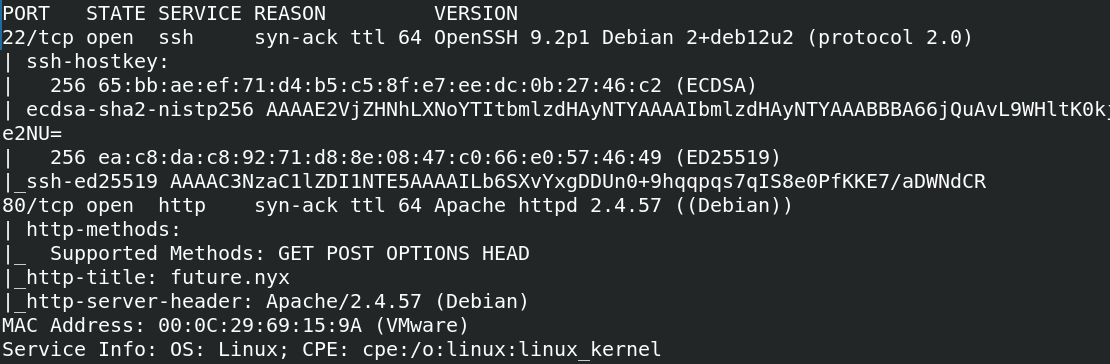 PORT   STATE SERVICE REASON         VERSION
22/tcp open  ssh     syn-ack ttl 64 OpenSSH 9.2p1 Debian 2+deb12u2 (protocol 2.0)
| ssh-hostkey:
|   256 65:bb:ae:ef:71:d4:b5:c5:8f:e7:ee:dc:0b:27:46:c2 (ECDSA)
| ecdsa-sha2-nistp256 AAAAE2VjZHNhLXNoYTItbmlzdHAyNTYAAAAIbmlzdHAyNTYAAABBBA66jQuAvL9WHltK0kj
e2NU=
|   256 ea:c8:da:c8:92:71:d8:8e:08:47:c0:66:e0:57:46:49 (ED25519)
|_ssh-ed25519 AAAAC3NzaC1lZDI1NTE5AAAAILb6SXvYxgDDUn0+9hqqpqs7qIS8e0PfKKE7/aDWNdCR
80/tcp open  http    syn-ack ttl 64 Apache httpd 2.4.57 ((Debian))
| http-methods:
|_  Supported Methods: GET POST OPTIONS HEAD
|_http-title: future.nyx
|_http-server-header: Apache/2.4.57 (Debian)
MAC Address: 00:0C:29:69:15:9A (VMware)
Service Info: OS: Linux; CPE: cpe:/o:linux:linux_kernel